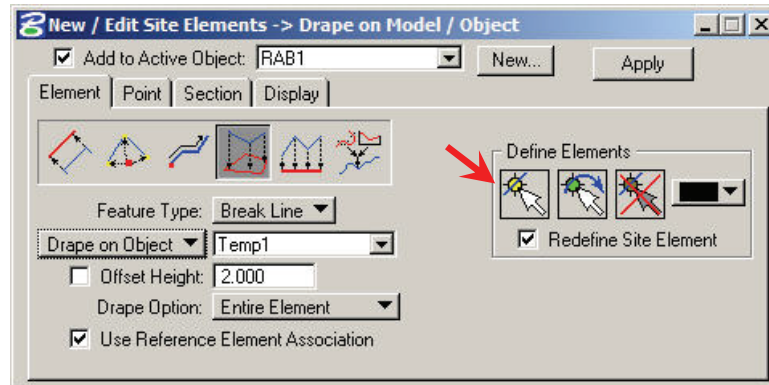 New / Edit Site Elements -> Drape on Model / Object
Add to Active Object: RAB1 New... Apply
Element Point Section Display
Define Elements
Feature Type: Break Line
Drape on Object Temp1
Redefine Site Element
Offset Height: 2.000
Drape Option: Entire Element
Use Reference Element Association